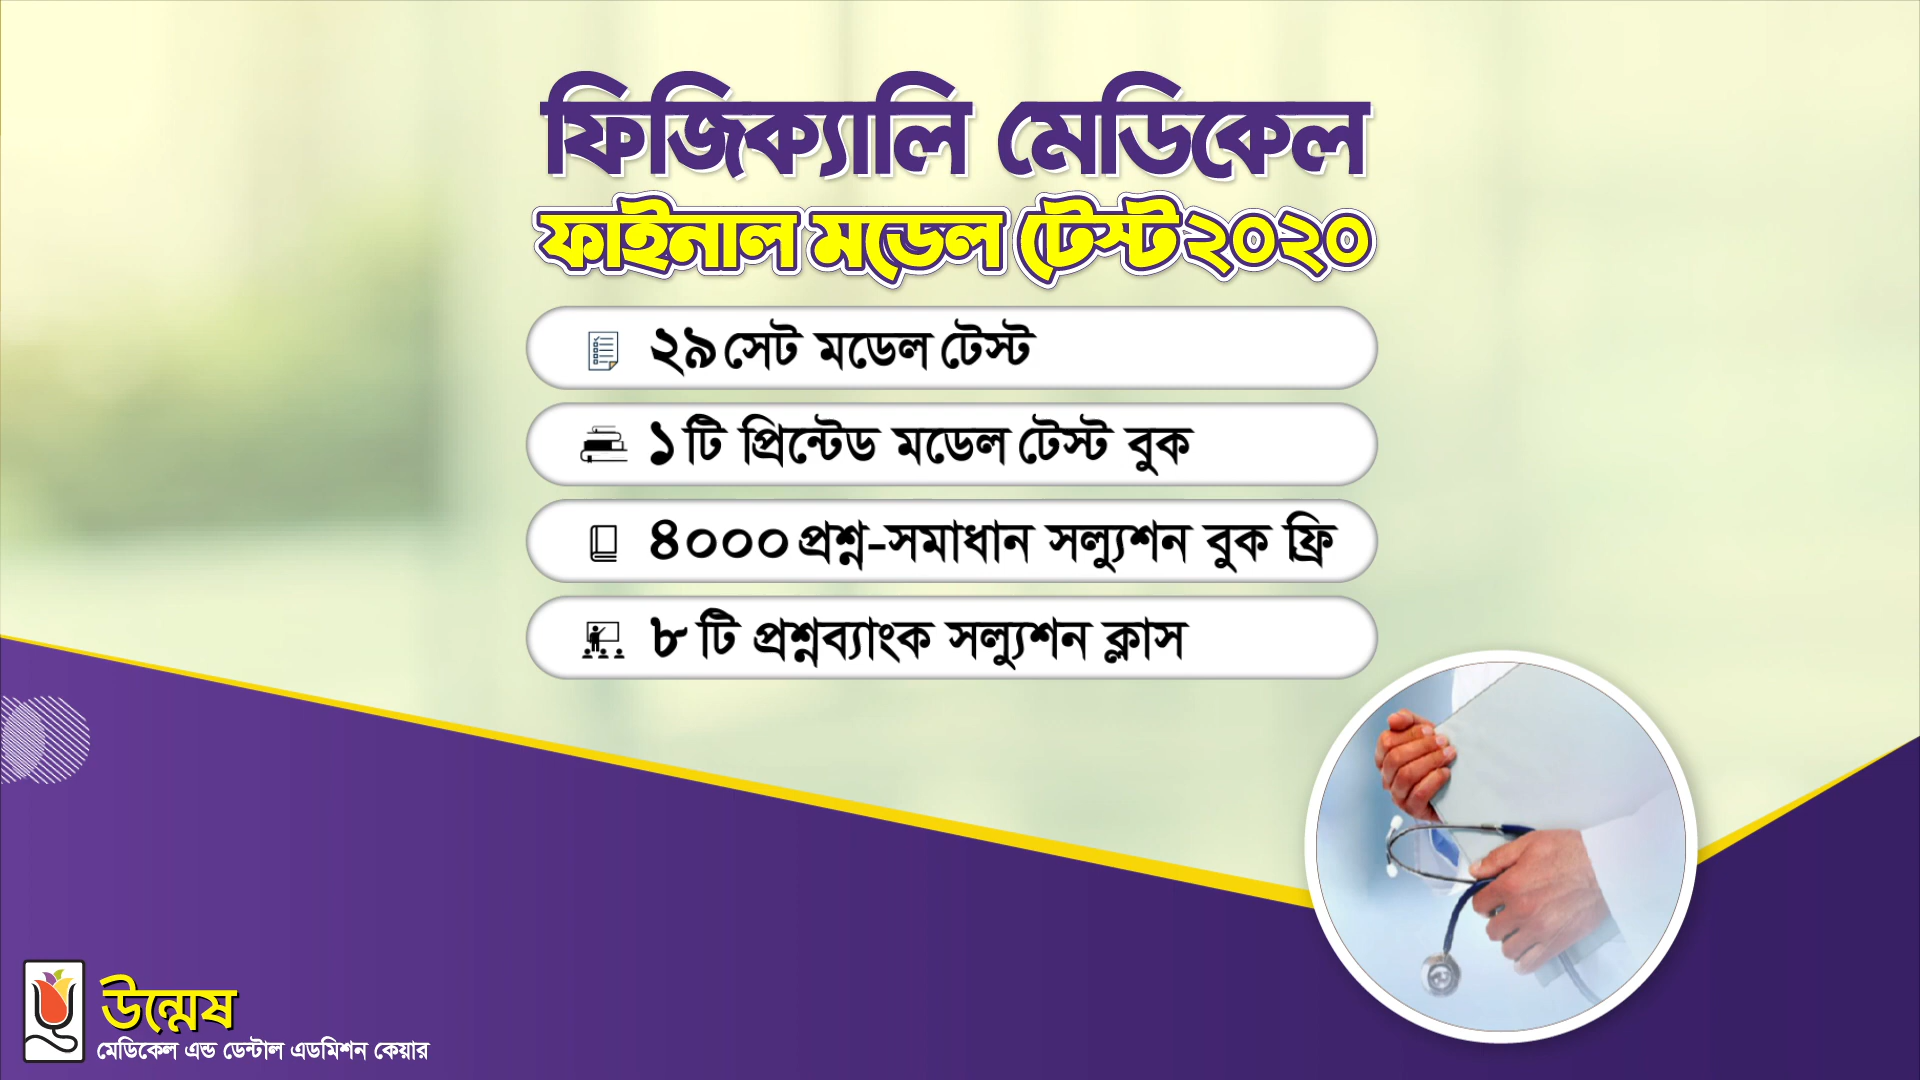 ফিজিক্যালি মেডিকেল
ফাইনাল মডেল টেস্ট ২০২০
২৯ সেট মডেল টেস্ট
১ টি প্রিন্টেড মডেল টেস্ট বুক
৪০০০ প্রশ্ন-সমাধান সল্যুশন বুক ফ্রি
৮ টি প্রশ্নব্যাংক সল্যুশন ক্লাস
উন্মেষ
মেডিকেল এন্ড ডেন্টাল এডমিশন কেয়ার